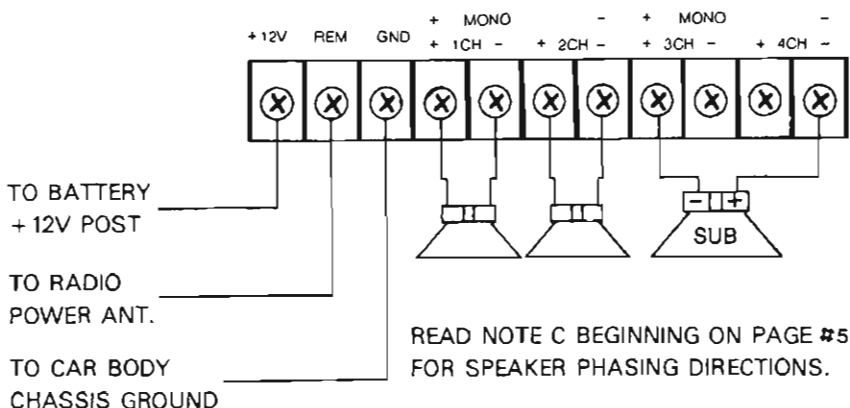 + MONO - + MONO -
+12V REM GND + 1CH - + 2CH - + 3CH - + 4CH -
TO BATTERY
+12V POST
- +
SUB
TO RADIO
POWER ANT.
READ NOTE C BEGINNING ON PAGE #5
FOR SPEAKER PHASING DIRECTIONS.
TO CAR BODY
CHASSIS GROUND